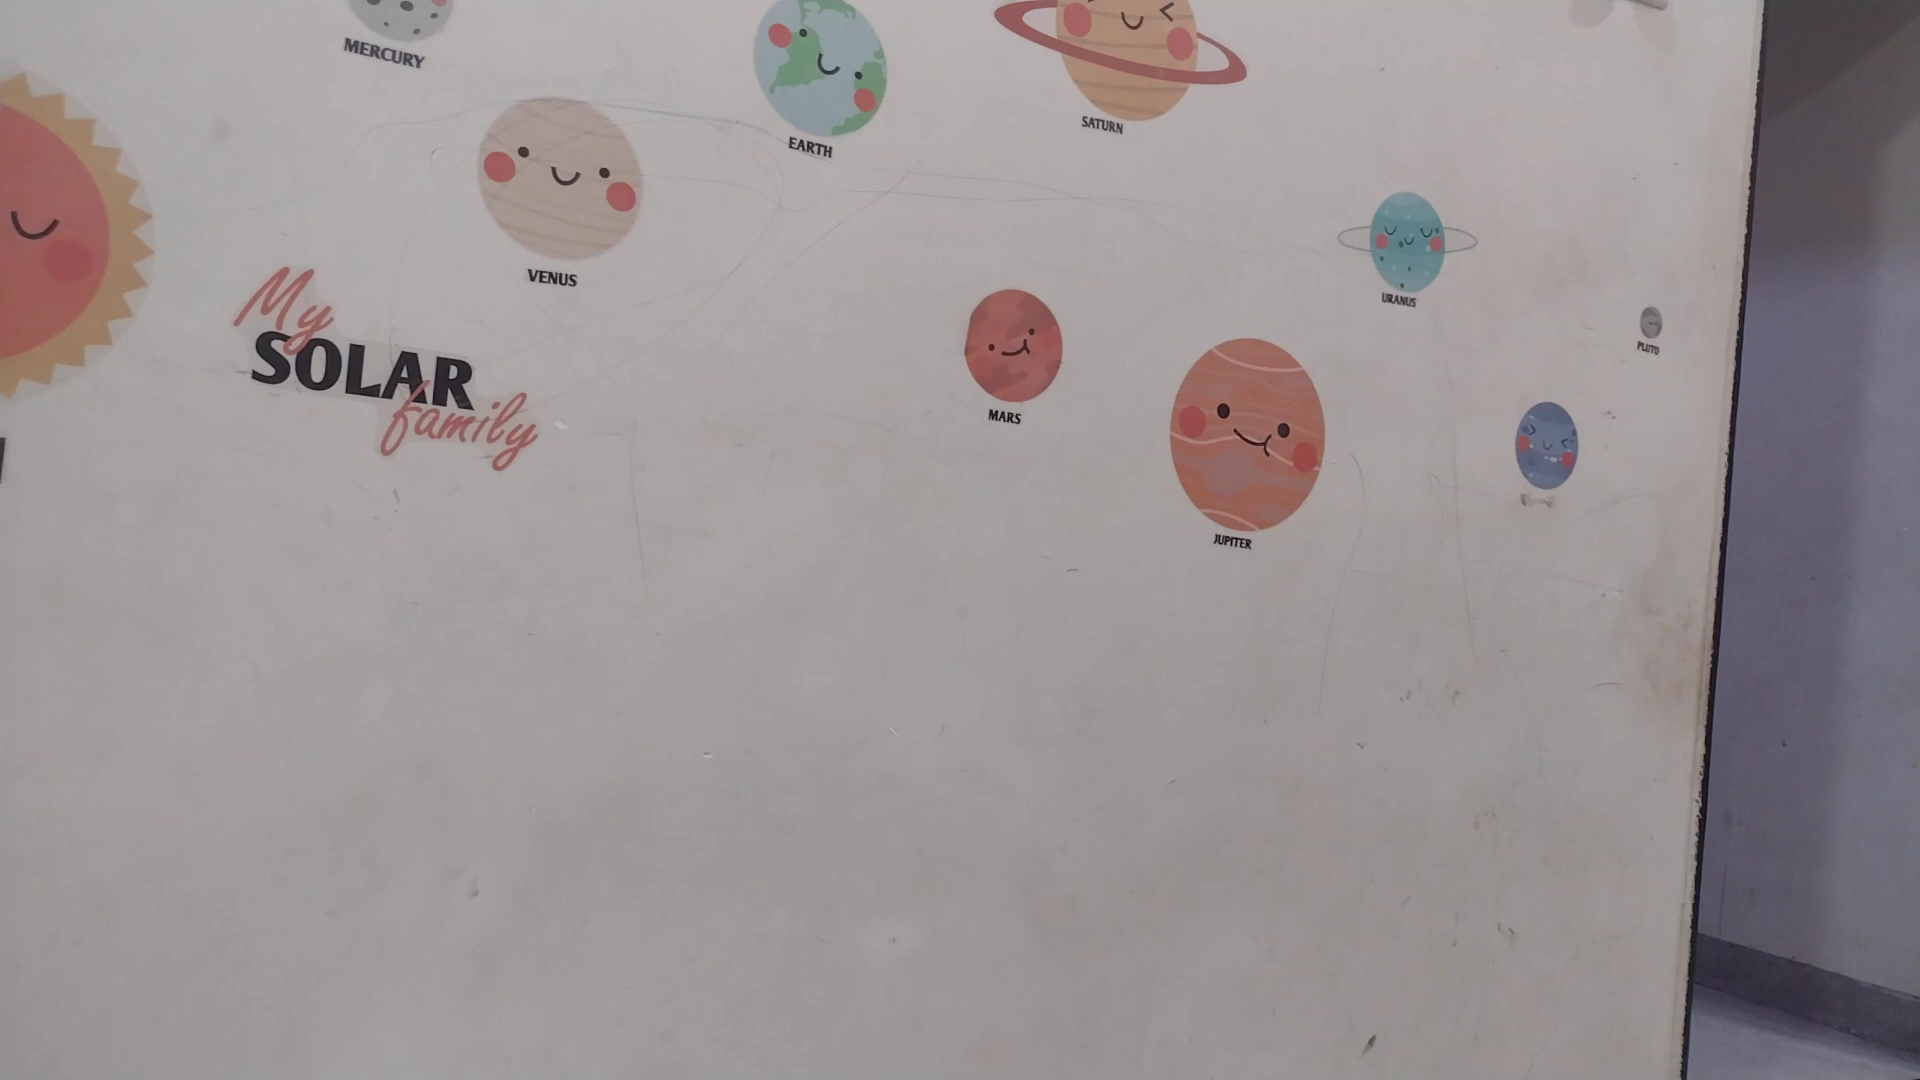 MERCURY
EARTH
SATURN
VENUS
My
SOLAR
family
URANUS
PLUTO
MARS
JUPITER